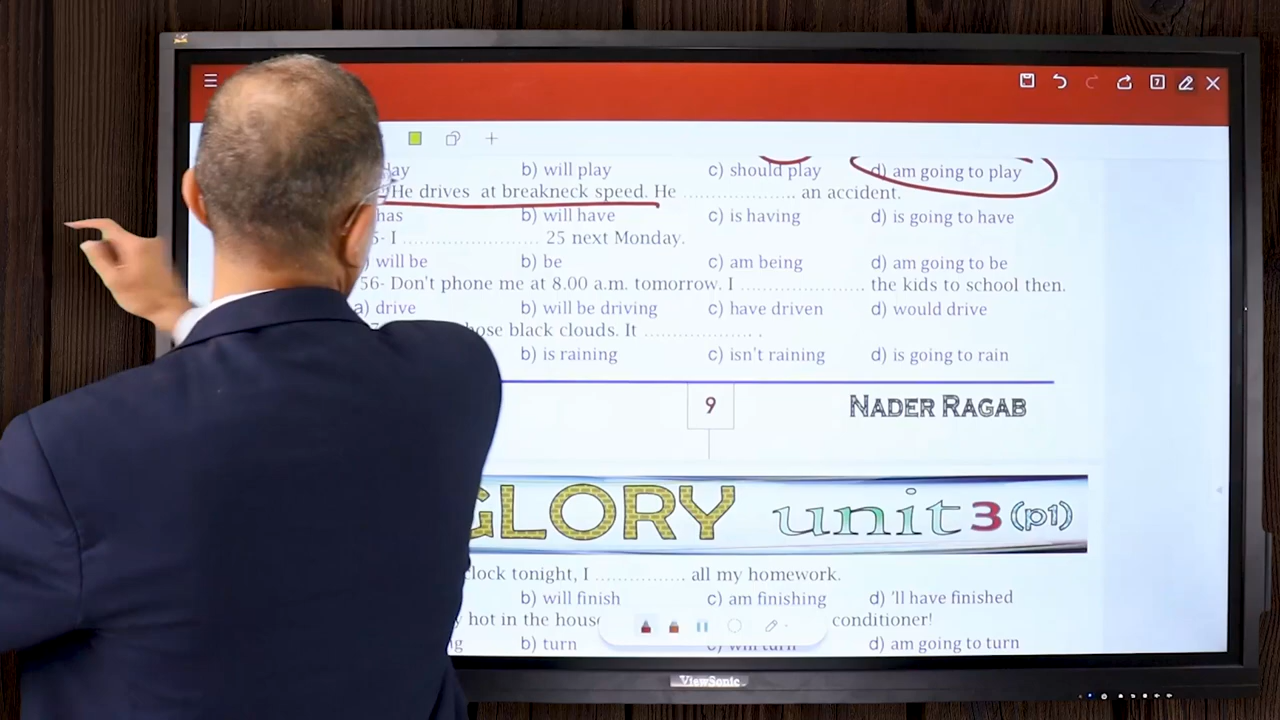 b) will play c) should play d) am going to play
He drives at breakneck speed. He .................... an accident.
has b) will have c) is having d) is going to have
5- I ........................ 25 next Monday.
will be b) be c) am being d) am going to be
56- Don't phone me at 8.00 a.m. tomorrow. I ..................... the kids to school then.
a) drive b) will be driving c) have driven d) would drive
black clouds. It .................. .
b) is raining c) isn't raining d) is going to rain
9
NADER RAGAB
GLORY unit 3 (p1)
tonight, I ................ all my homework.
b) will finish c) am finishing d) 'll have finished
hot in the house conditioner!
b) turn c) will turn d) am going to turn
ViewSonic